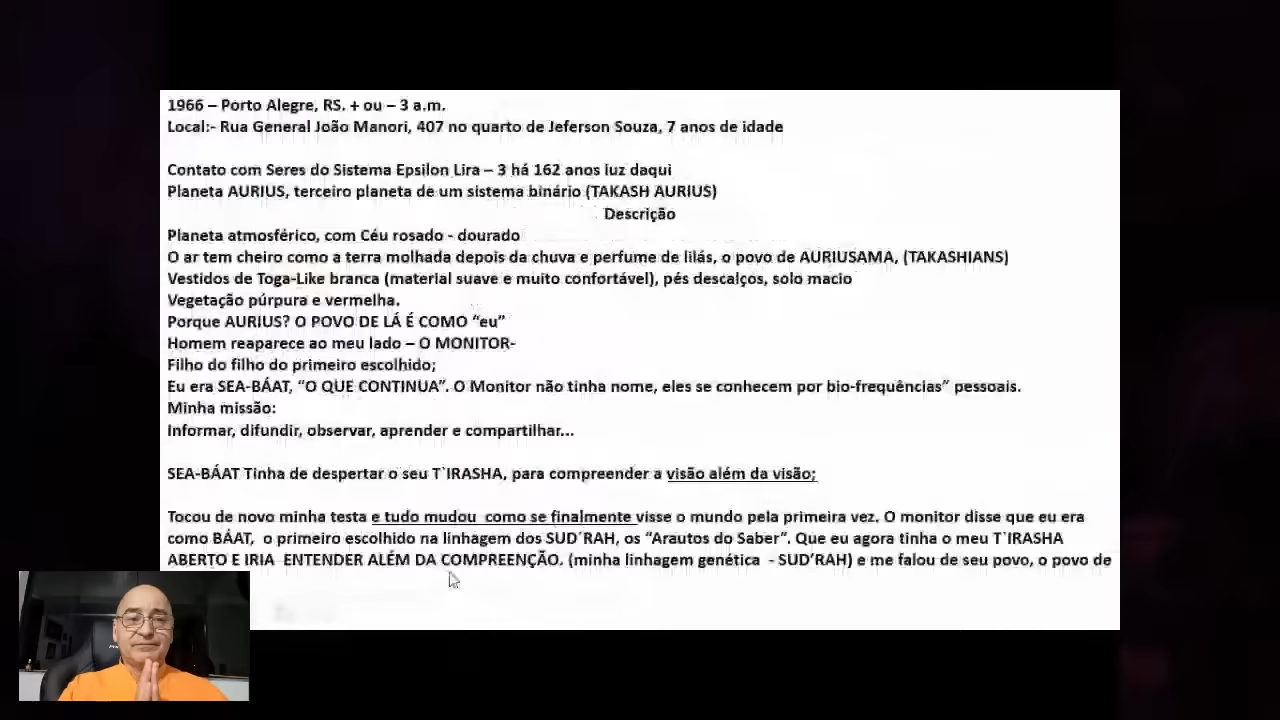 1966 – Porto Alegre, RS. + ou – 3 a.m.
Local:- Rua General João Manori, 407 no quarto de Jeferson Souza, 7 anos de idade
Contato com Seres do Sistema Epsilon Lira – 3 há 162 anos luz daqui
Planeta AURIUS, terceiro planeta de um sistema binário (TAKASH AURIUS)
Descrição
Planeta atmosférico, com Céu rosado - dourado
O ar tem cheiro como a terra molhada depois da chuva e perfume de lilás, o povo de AURIUSAMA, (TAKASHIANS)
Vestidos de Toga-Like branca (material suave e muito confortável), pés descalços, solo macio
Vegetação púrpura e vermelha.
Porque AURIUS? O POVO DE LÁ É COMO “eu”
Homem reaparece ao meu lado – O MONITOR-
Filho do filho do primeiro escolhido;
Eu era SEA-BÁAT, “O QUE CONTINUA”. O Monitor não tinha nome, eles se conhecem por bio-frequências” pessoais.
Minha missão:
Informar, difundir, observar, aprender e compartilhar...
SEA-BÁAT Tinha de despertar o seu T`IRASHA, para compreender a visão além da visão;
Tocou de novo minha testa e tudo mudou como se finalmente visse o mundo pela primeira vez. O monitor disse que eu era
como BÁAT, o primeiro escolhido na linhagem dos SUD´RAH, os “Arautos do Saber”. Que eu agora tinha o meu T`IRASHA
ABERTO E IRIA ENTENDER ALÉM DA COMPREENÇÃO. (minha linhagem genética - SUD’RAH) e me falou de seu povo, o povo de